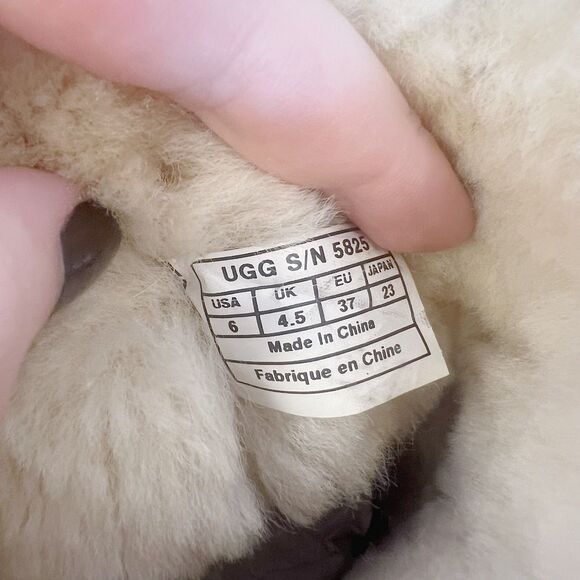 UGG S/N 5825
USA UK EU JAPAN
6 4.5 37 23
Made In China
Fabrique en Chine